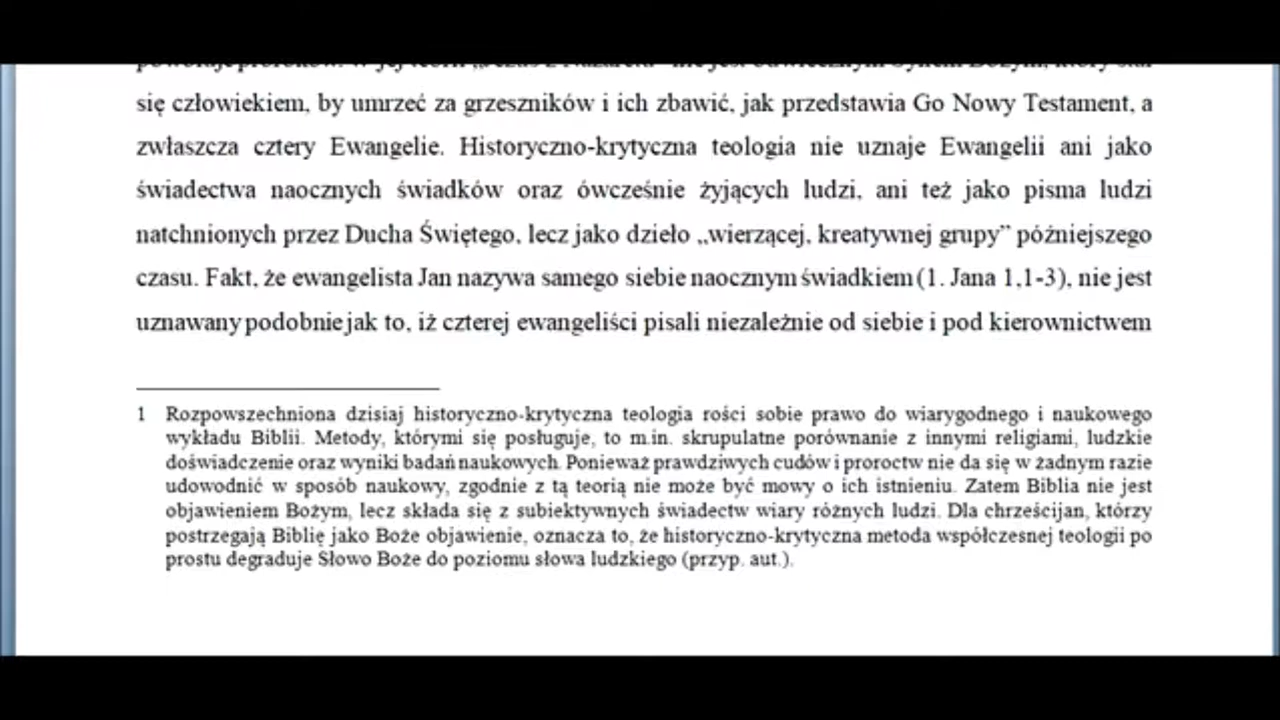 się człowiekiem, by umrzeć za grzeszników i ich zbawić, jak przedstawia Go Nowy Testament, a
zwłaszcza cztery Ewangelie. Historyczno-krytyczna teologia nie uznaje Ewangelii ani jako
świadectwa naocznych świadków oraz ówcześnie żyjących ludzi, ani też jako pisma ludzi
natchnionych przez Ducha Świętego, lecz jako dzieło „wierzącej, kreatywnej grupy” późniejszego
czasu. Fakt, że ewangelista Jan nazywa samego siebie naocznym świadkiem (1. Jana 1,1-3), nie jest
uznawany podobnie jak to, iż czterej ewangeliści pisali niezależnie od siebie i pod kierownictwem
1 Rozpowszechniona dzisiaj historyczno-krytyczna teologia rości sobie prawo do wiarygodnego i naukowego
wykładu Biblii. Metody, którymi się posługuje, to m.in. skrupulatne porównanie z innymi religiami, ludzkie
doświadczenie oraz wyniki badań naukowych. Ponieważ prawdziwych cudów i proroctw nie da się w żadnym razie
udowodnić w sposób naukowy, zgodnie z tą teorią nie może być mowy o ich istnieniu. Zatem Biblia nie jest
objawieniem Bożym, lecz składa się z subiektywnych świadectw wiary różnych ludzi. Dla chrześcijan, którzy
postrzegają Biblię jako Boże objawienie, oznacza to, że historyczno-krytyczna metoda współczesnej teologii po
prostu degraduje Słowo Boże do poziomu słowa ludzkiego (przyp. aut.).